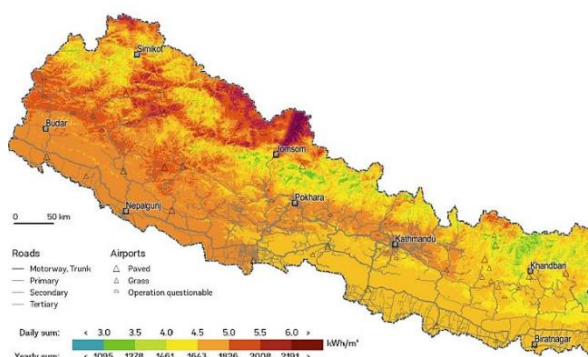 Simikot
Budar
Jomsom
Nepalgunj
Pokhara
Kathmandu
Khandbari
Biratnagar
0 50 km
Roads
Motorway, Trunk
Primary
Secondary
Tertiary
Airports
Paved
Grass
Operation questionable
Daily sum: < 3.0 3.5 4.0 4.5 5.0 5.5 6.0 >
kWh/m²
Yearly sum: < 1095 1278 1461 1643 1826 2008 2191 >